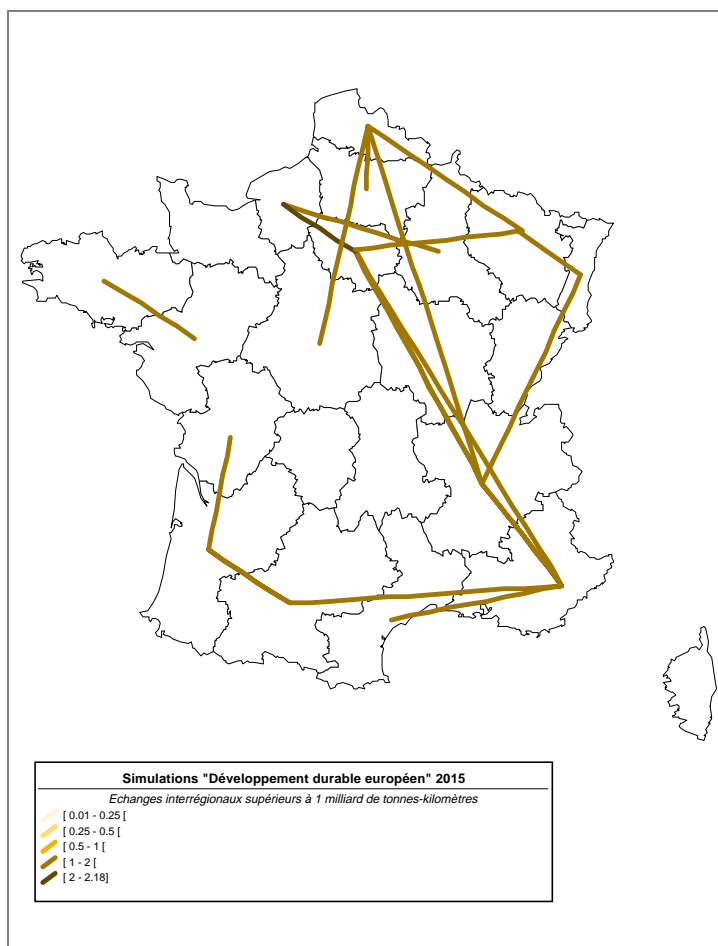 Simulations "Développement durable européen" 2015
Echanges interrégionaux supérieurs à 1 milliard de tonnes-kilomètres
[ 0.01 - 0.25 [
[ 0.25 - 0.5 [
[ 0.5 - 1 [
[ 1 - 2 [
[ 2 - 2.18]